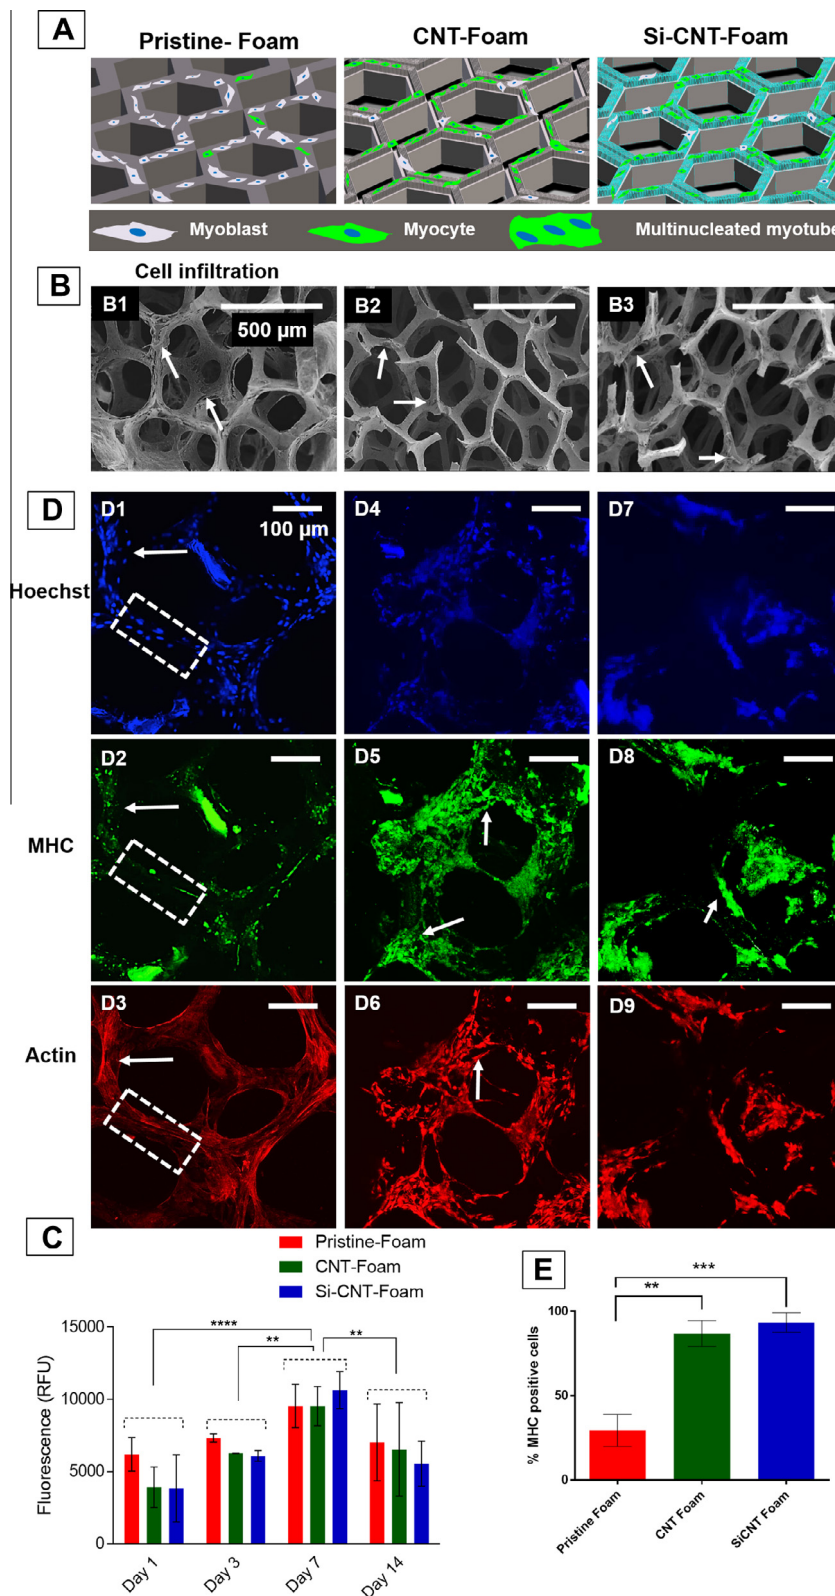 A
Pristine- Foam
CNT-Foam
Si-CNT-Foam
Myoblast
Myocyte
Multinucleated myotube
Cell infiltration
B
B1
500 µm
B2
B3
D
D1
100 µm
D4
D7
Hoechst
D2
D5
D8
MHC
D3
D6
D9
Actin
C
Pristine-Foam
CNT-Foam
Si-CNT-Foam
Fluorescence (RFU)
15000
10000
5000
0
****
**
**
Day 1
Day 3
Day 7
Day 14
E
***
**
% MHC positive cells
100
50
0
Pristine Foam
CNT Foam
SiCNT Foam